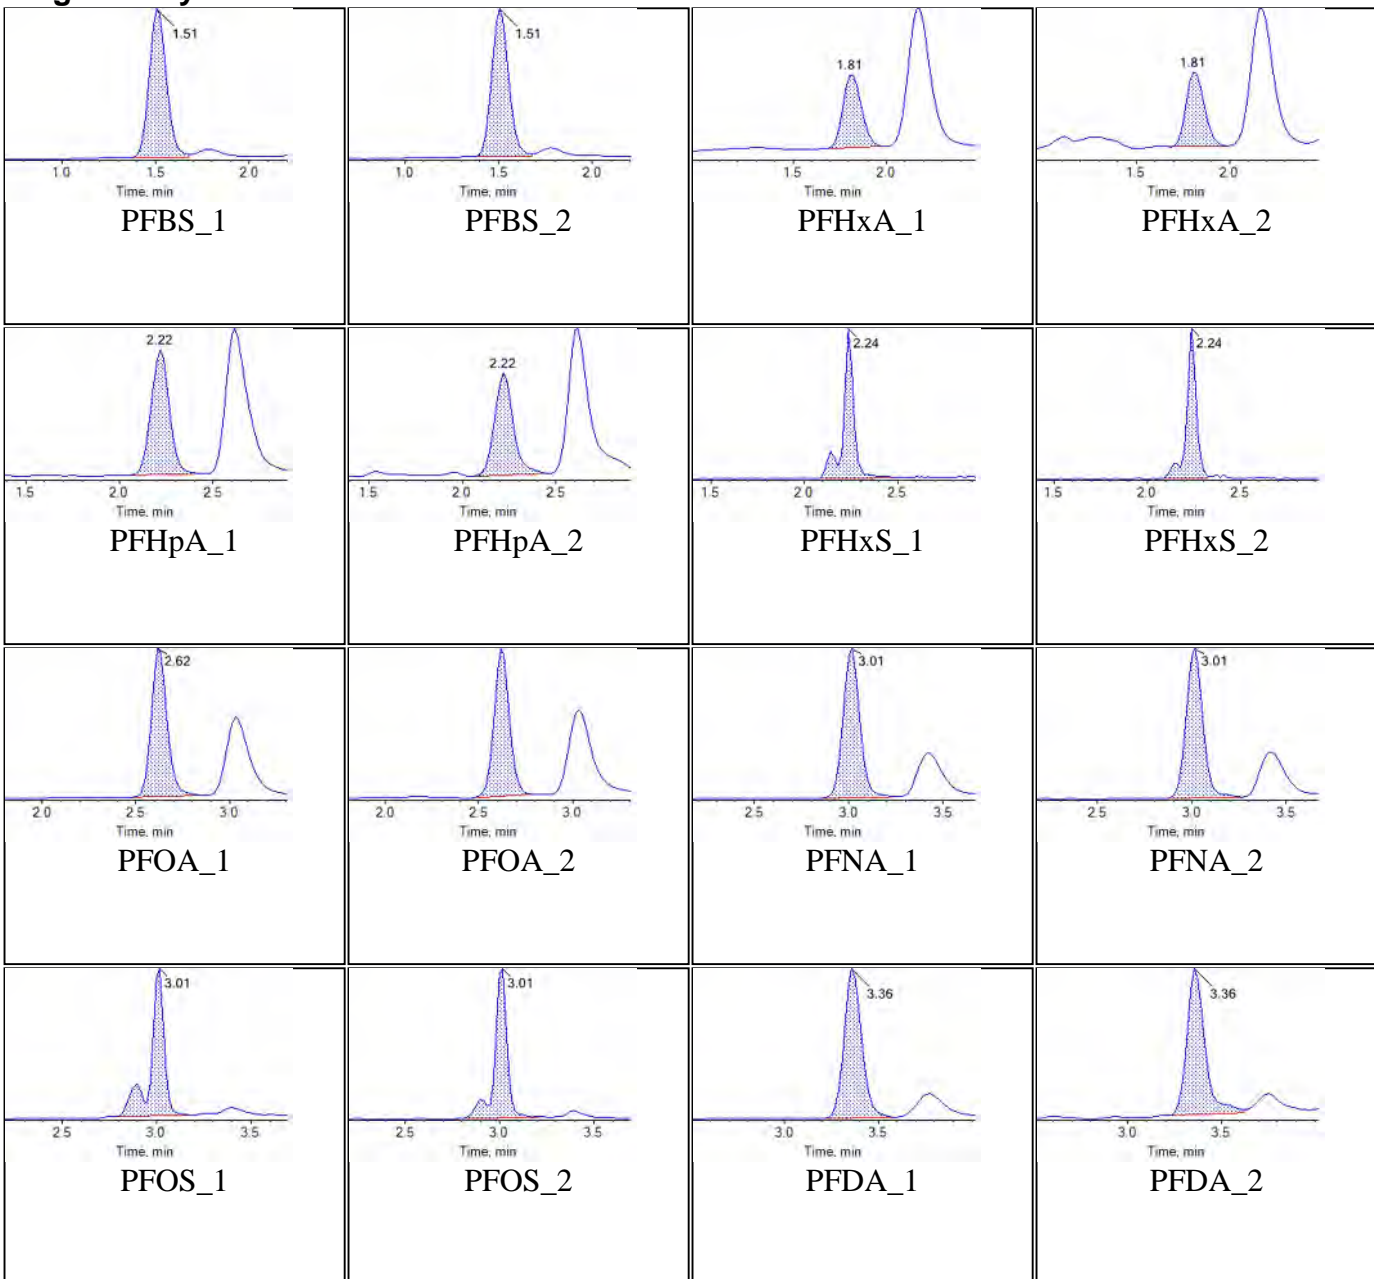 1.51 1.51 1.81 1.81
1.0 1.5 2.0 1.0 1.5 2.0 1.5 2.0 1.5 2.0
Time, min Time, min Time, min Time, min
PFBS_1 PFBS_2 PFHxA_1 PFHxA_2
2.22 2.22 2.24 2.24
1.5 2.0 2.5 1.5 2.0 2.5 1.5 2.0 2.5 1.5 2.0 2.5
Time, min Time, min Time, min Time, min
PFHpA_1 PFHpA_2 PFHxS_1 PFHxS_2
2.62 3.01 3.01
2.0 2.5 3.0 2.0 2.5 3.0 2.5 3.0 3.5 2.5 3.0 3.5
Time, min Time, min Time, min Time, min
PFOA_1 PFOA_2 PFNA_1 PFNA_2
3.01 3.01 3.36 3.36
2.5 3.0 3.5 2.5 3.0 3.5 3.0 3.5 3.0 3.5
Time, min Time, min Time, min Time, min
PFOS_1 PFOS_2 PFDA_1 PFDA_2